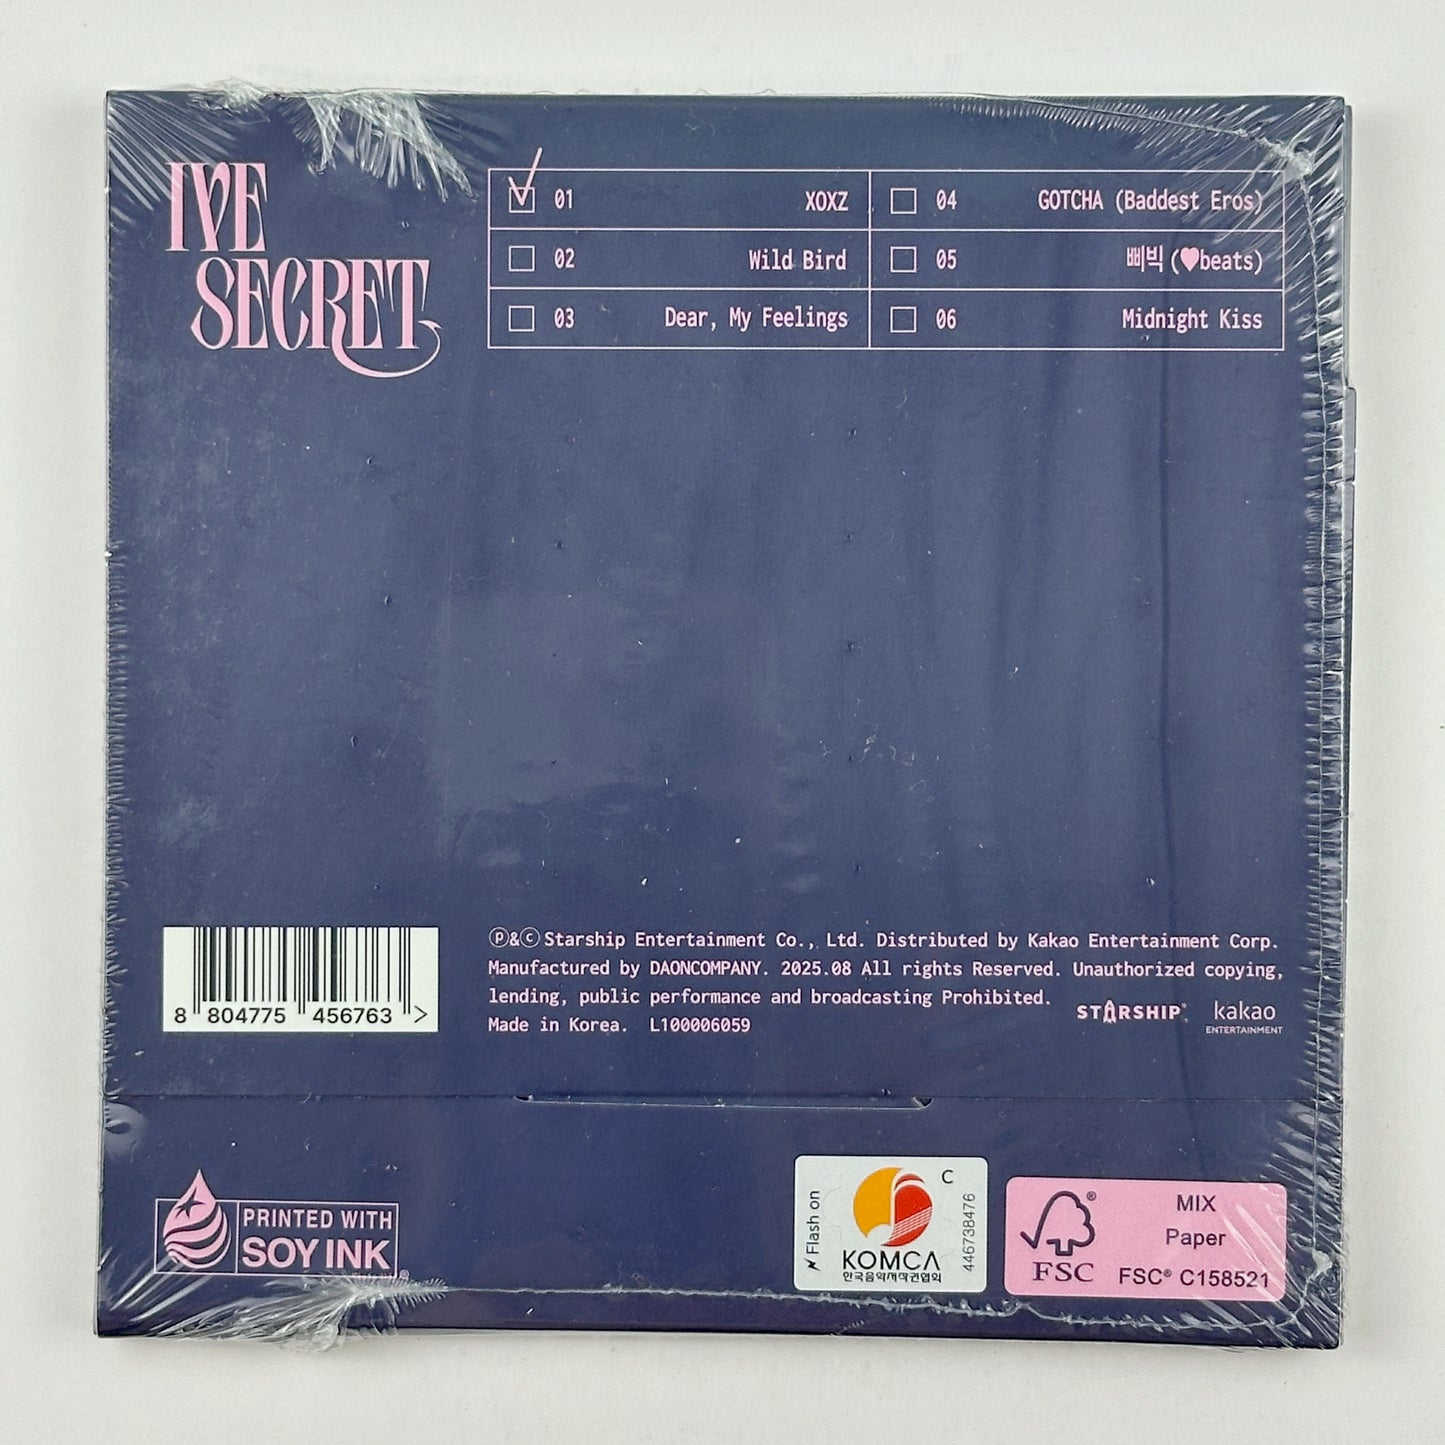 IVE
SECRET
01 XOXZ
02 Wild Bird
03 Dear, My Feelings
04 GOTCHA (Baddest Eros)
05 삐빅 (♥beats)
06 Midnight Kiss
8 804775 456763 >
ⓟ&ⓒ Starship Entertainment Co., Ltd. Distributed by Kakao Entertainment Corp.
Manufactured by DAONCOMPANY. 2025.08 All rights Reserved. Unauthorized copying,
lending, public performance and broadcasting Prohibited.
Made in Korea. L100006059
STARSHIP
kakao
ENTERTAINMENT
PRINTED WITH
SOY INK®
Flash on
C
KOMCA
한국음악저작권협회
446738476
FSC®
MIX
Paper
FSC® C158521